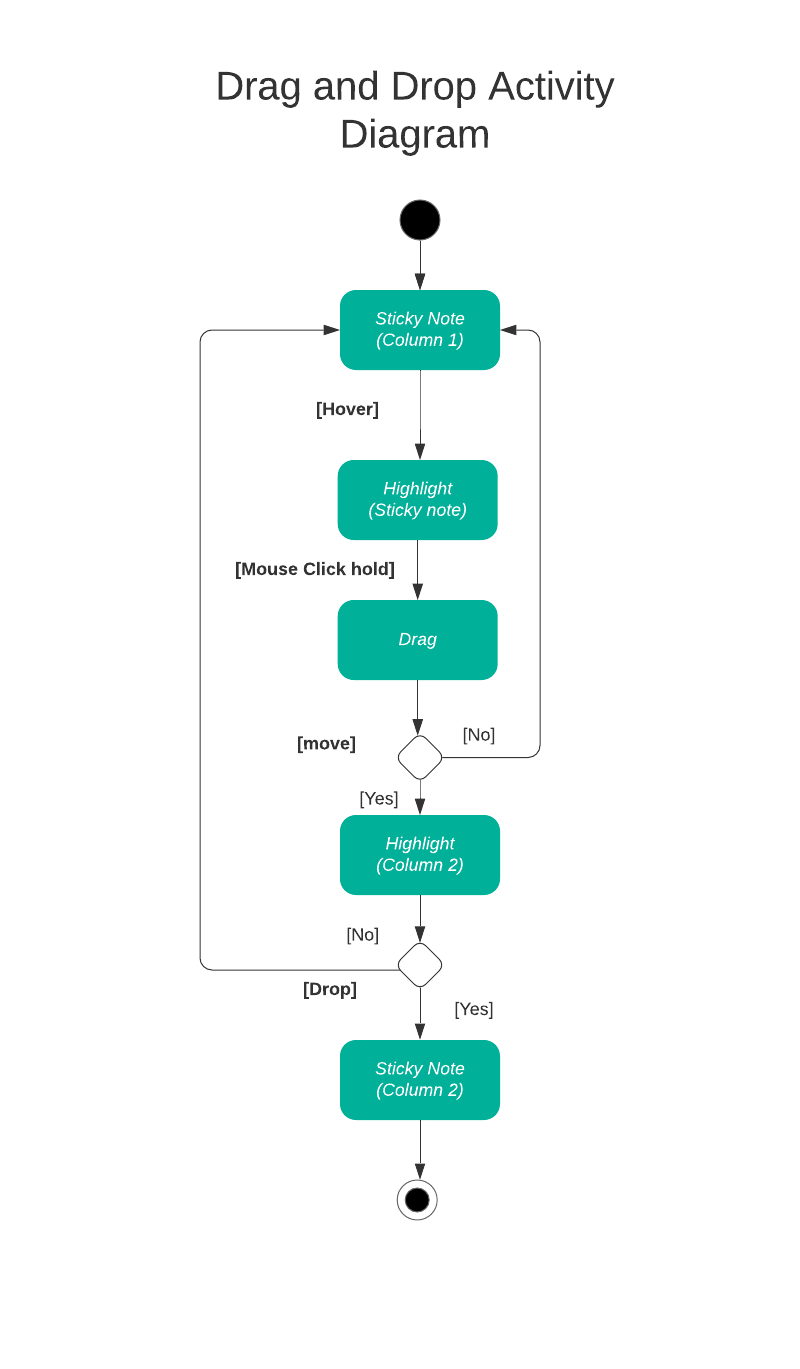 Drag and Drop Activity
Diagram
Sticky Note
(Column 1)
[Hover]
Highlight
(Sticky note)
[Mouse Click hold]
Drag
[No]
[move]
[Yes]
Highlight
(Column 2)
[No]
[Drop]
[Yes]
Sticky Note
(Column 2)